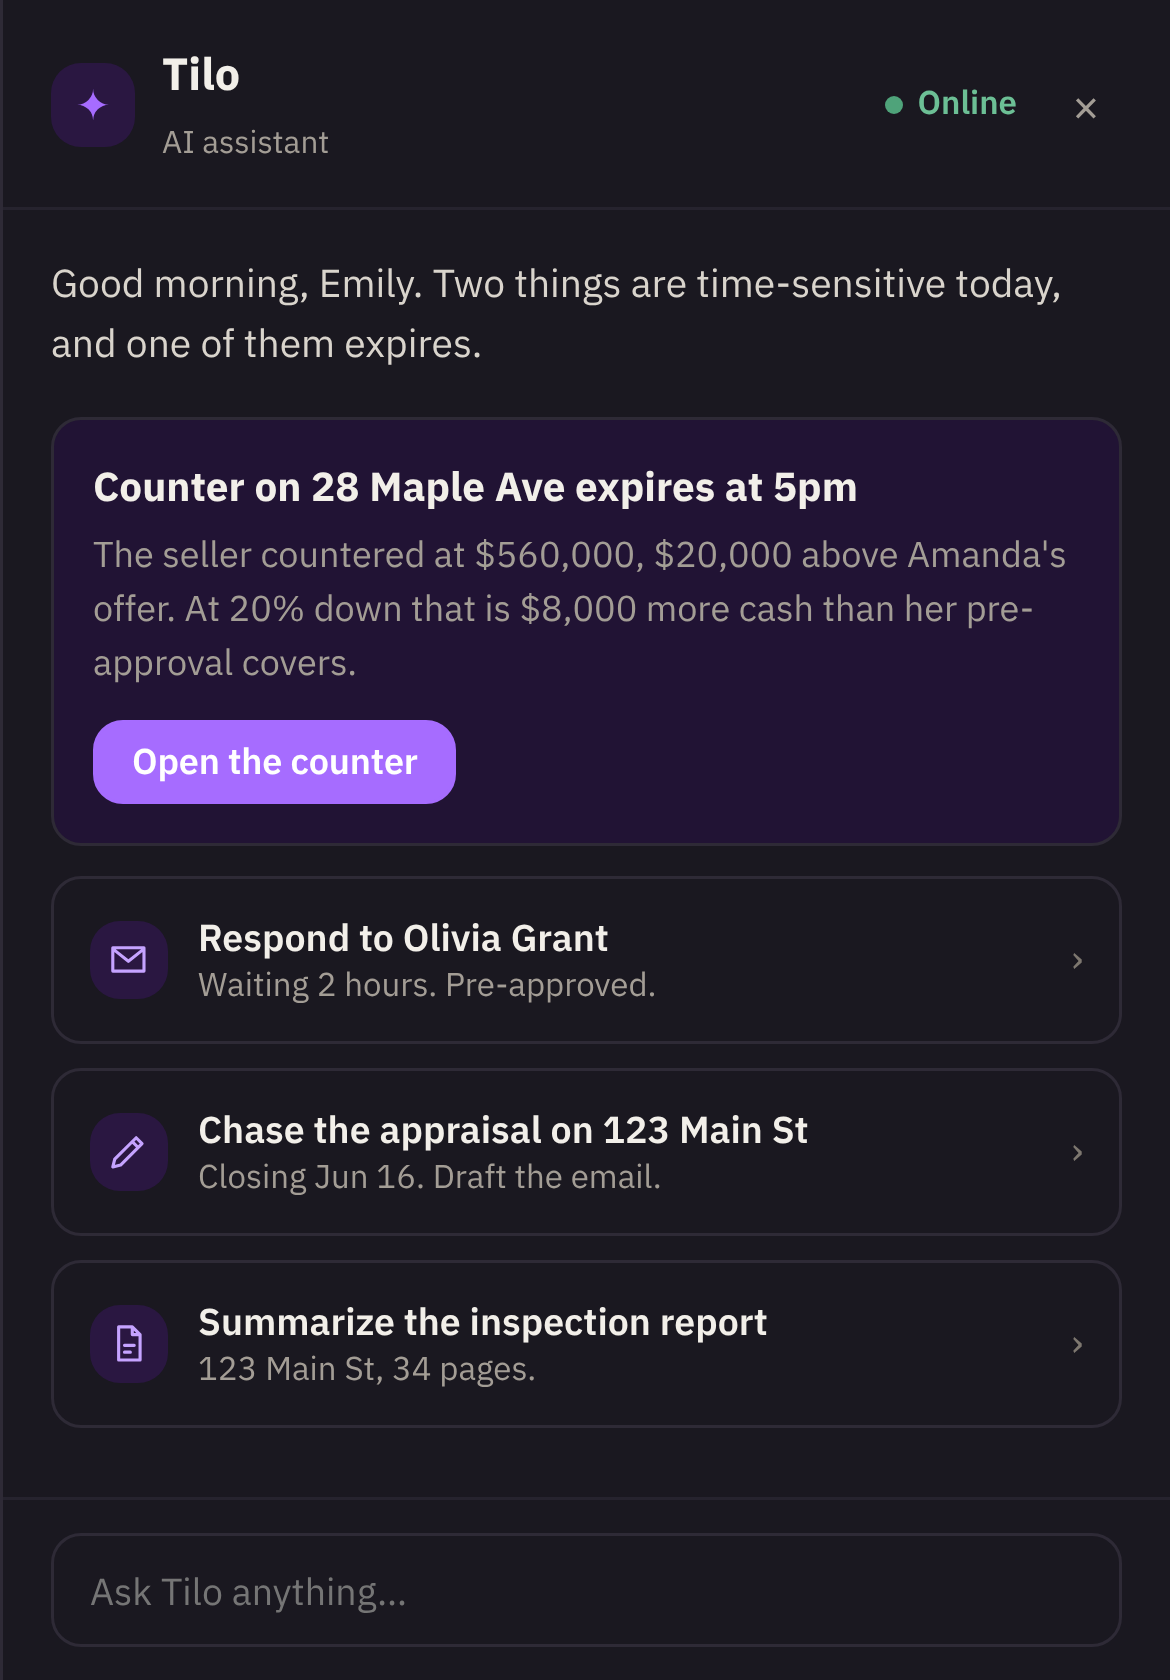 Tilo
AI assistant
Online
Good morning, Emily. Two things are time-sensitive today,
and one of them expires.
Counter on 28 Maple Ave expires at 5pm
The seller countered at $560,000, $20,000 above Amanda's
offer. At 20% down that is $8,000 more cash than her pre-
approval covers.
Open the counter
Respond to Olivia Grant
Waiting 2 hours. Pre-approved.
Chase the appraisal on 123 Main St
Closing Jun 16. Draft the email.
Summarize the inspection report
123 Main St, 34 pages.
Ask Tilo anything...